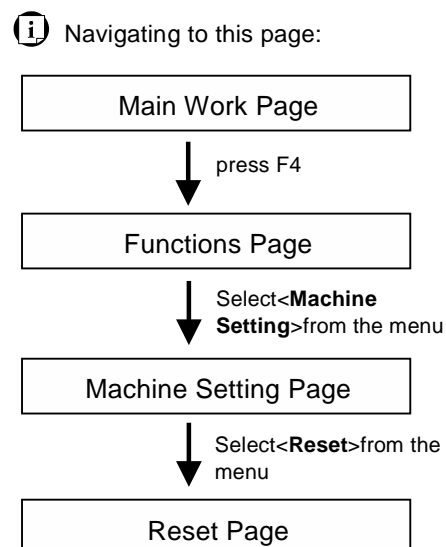 i Navigating to this page:
Main Work Page
press F4
Functions Page
Select<Machine
Setting>from the menu
Machine Setting Page
Select<Reset>from the
menu
Reset Page